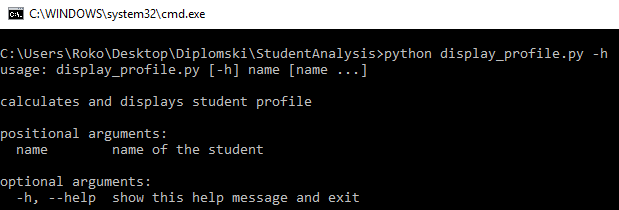 C:\WINDOWS\system32\cmd.exe
C:\Users\Roko\Desktop\Diplomski\StudentAnalysis>python display_profile.py -h
usage: display_profile.py [-h] name [name ...]
calculates and displays student profile
positional arguments:
  name        name of the student
optional arguments:
  -h, --help  show this help message and exit